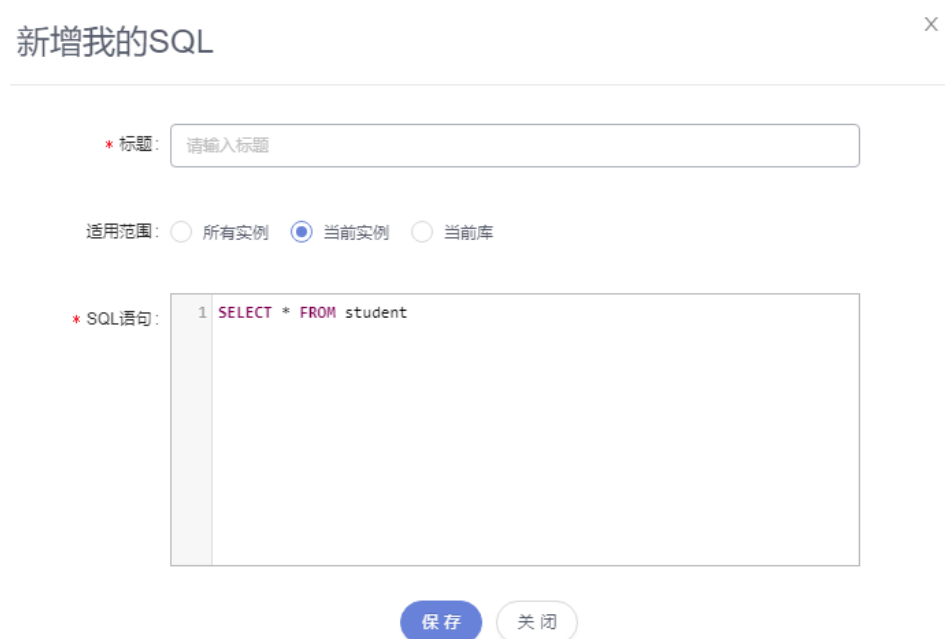 新增我的SQL
X
* 标题: 请输入标题
适用范围: 所有实例 当前实例 当前库
* SQL语句: 1 SELECT * FROM student
保存 关闭